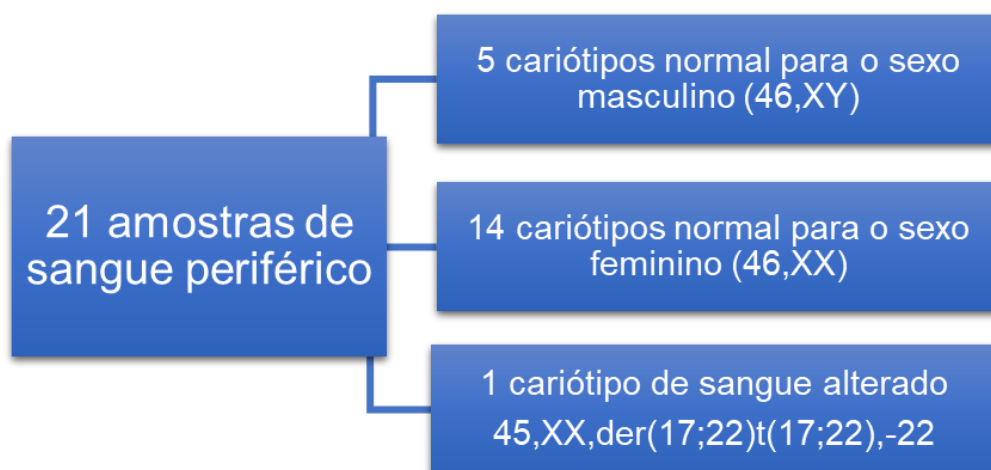 21 amostras de
sangue periférico
5 cariótipos normal para o sexo
masculino (46,XY)
14 cariótipos normal para o sexo
feminino (46,XX)
1 cariótipo de sangue alterado
45,XX,der(17;22)t(17;22),-22